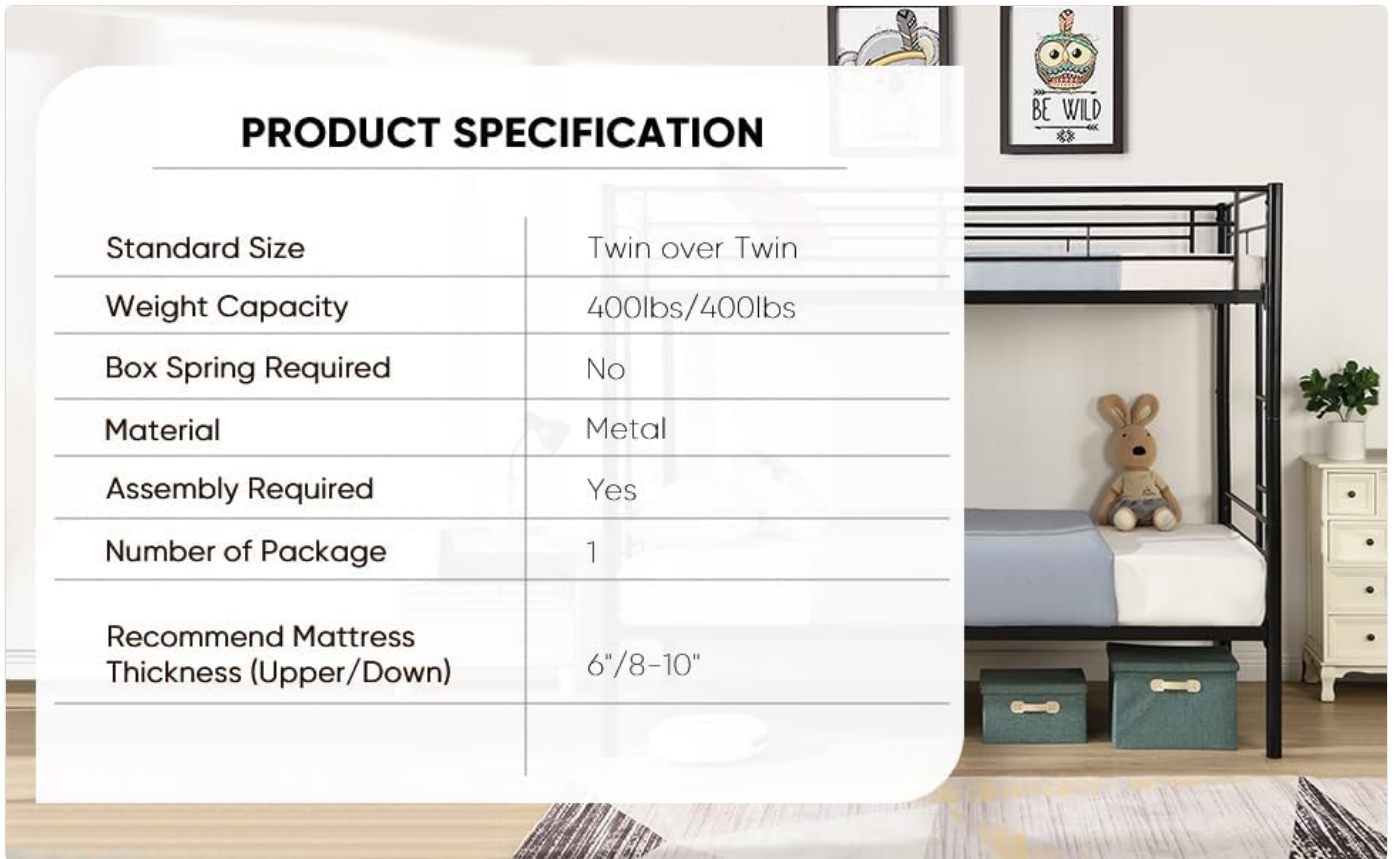 BE WILD
PRODUCT SPECIFICATION
Standard Size
Twin over Twin
Weight Capacity
400lbs/400lbs
Box Spring Required
No
Material
Metal
Assembly Required
Yes
Number of Package
1
Recommend Mattress
Thickness (Upper/Down)
6"/8-10"